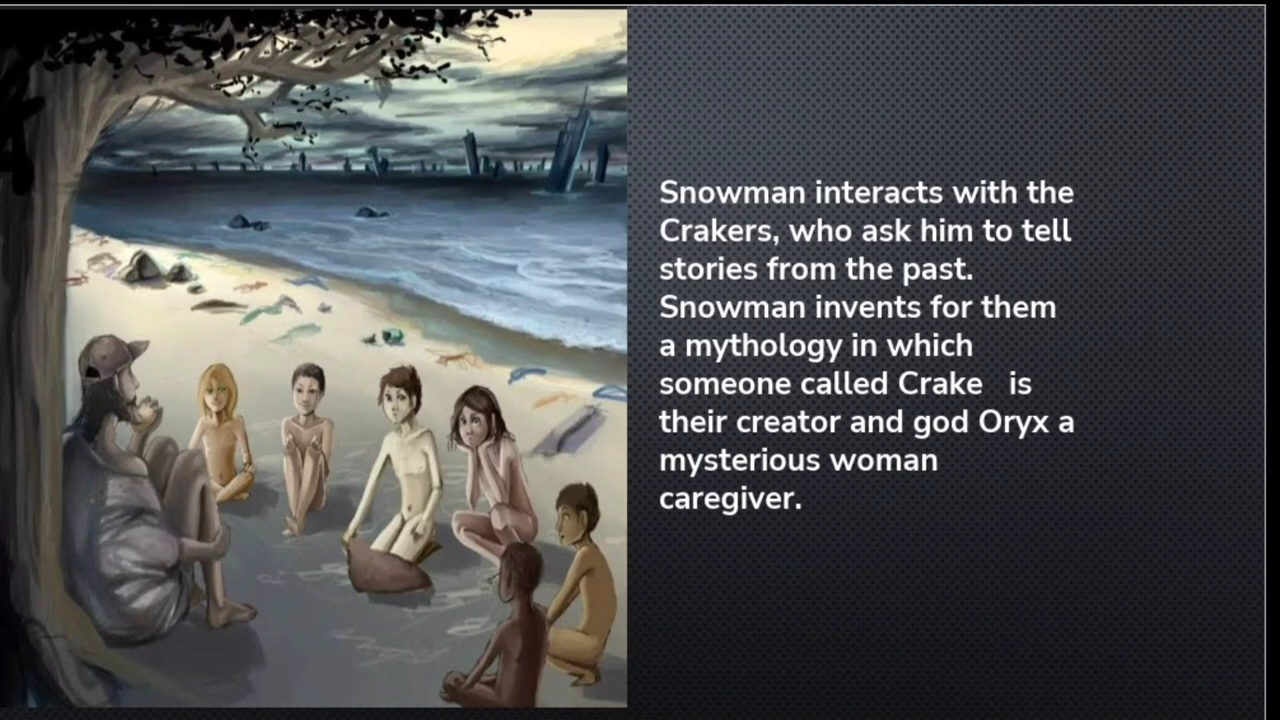 Snowman interacts with the
Crakers, who ask him to tell
stories from the past.
Snowman invents for them
a mythology in which
someone called Crake   is
their creator and god Oryx a
mysterious woman
caregiver.